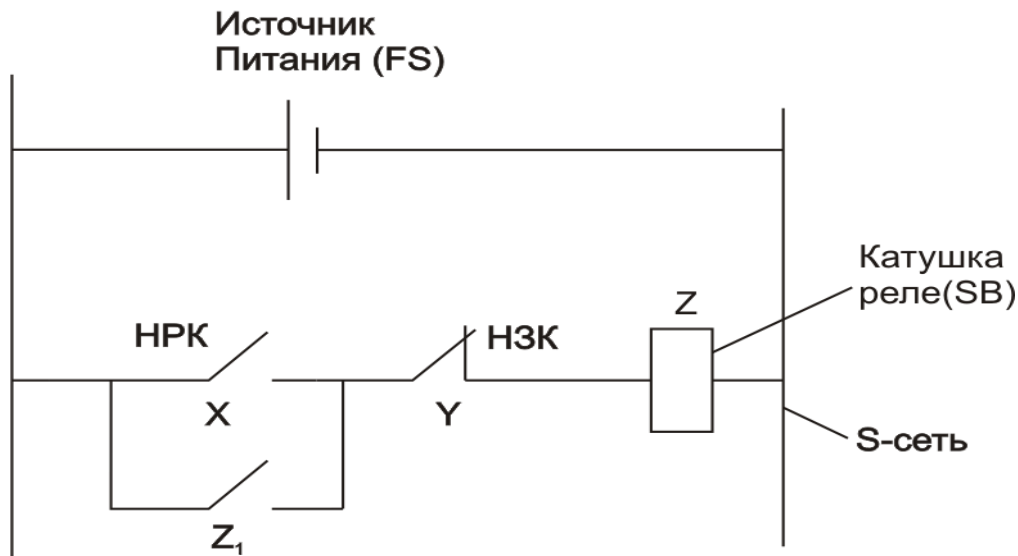 Источник
Питания (FS)
Катушка
реле(SB)
Z
НРК
НЗК
X
Y
S-сеть
Z₁